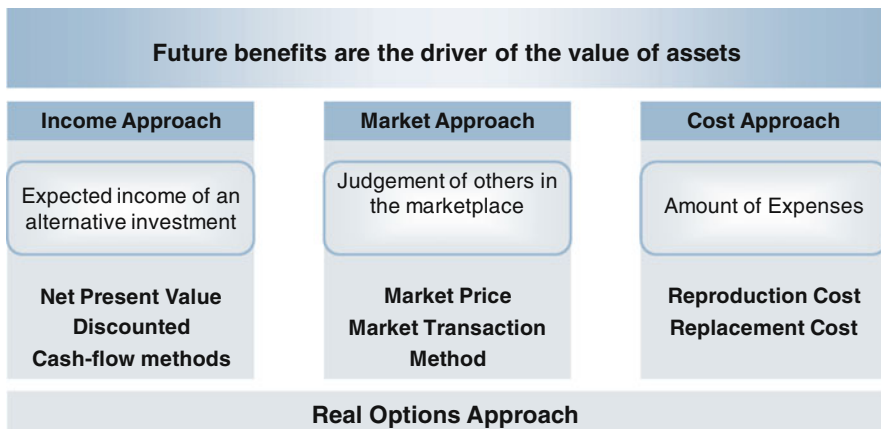 Future benefits are the driver of the value of assets
Income Approach
Expected income of an
alternative investment
Net Present Value
Discounted
Cash-flow methods
Market Approach
Judgement of others in
the marketplace
Market Price
Market Transaction
Method
Cost Approach
Amount of Expenses
Reproduction Cost
Replacement Cost
Real Options Approach